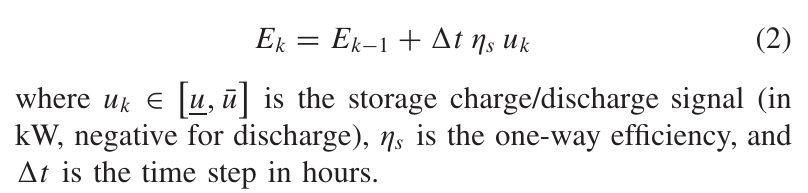 E_k = E_{k−1} + Δt η_s u_k (2)
where u_k ∈ [u̲, ū] is the storage charge/discharge signal (in
kW, negative for discharge), η_s is the one-way efficiency, and
Δt is the time step in hours.